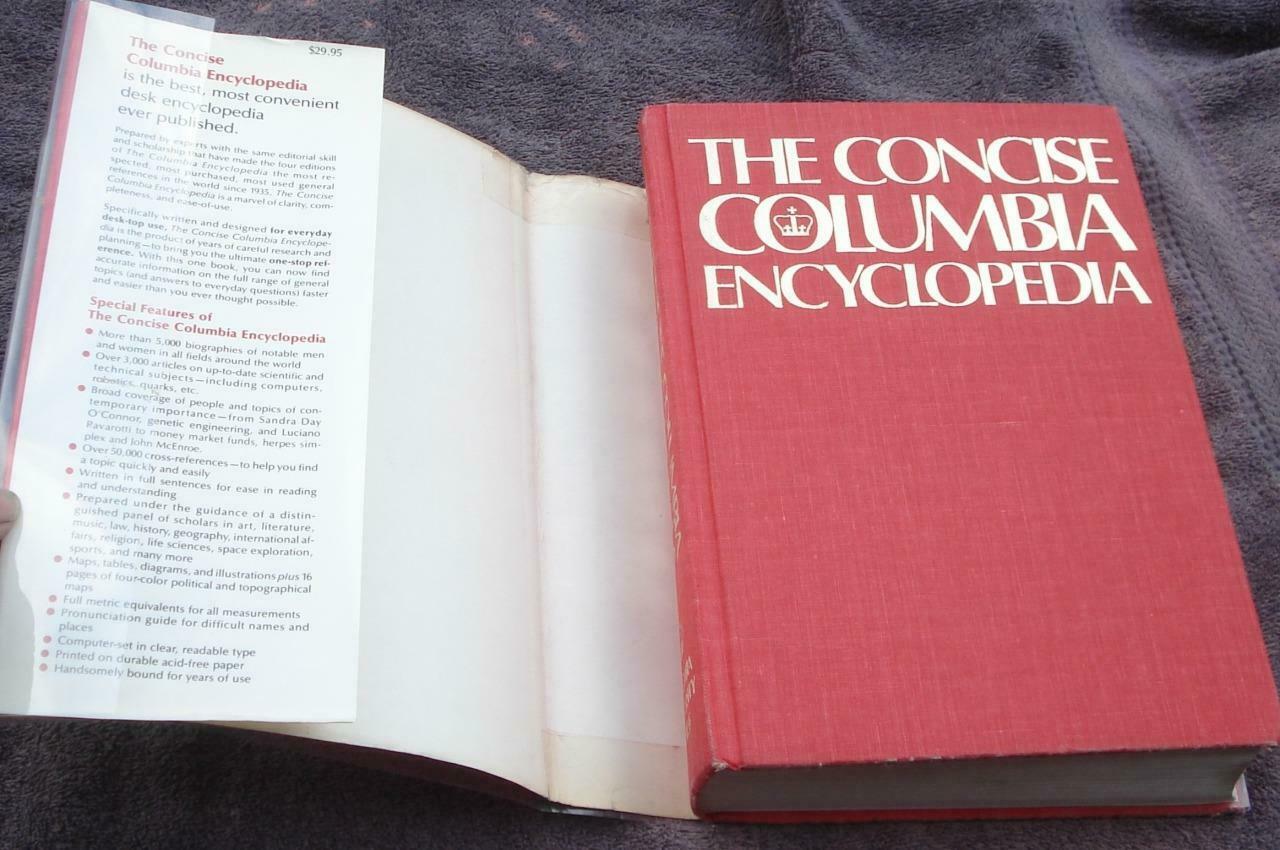 $29.95
The Concise
Columbia Encyclopedia
is the best, most convenient
desk encyclopedia
ever published.
Prepared by experts with the same editorial skill
and scholarship that have made the four editions
of The Columbia Encyclopedia the most re-
spected, most purchased, most used general
references in the world since 1935, The Concise
Columbia Encyclopedia is a marvel of clarity, com-
pleteness, and ease-of-use.
Specifically written and designed for everyday
desk-top use, The Concise Columbia Encyclope-
dia is the product of years of careful research and
planning—to bring you the ultimate one-stop ref-
erence. With this one book, you can now find
accurate information on the full range of general
topics (and answers to everyday questions) faster
and easier than you ever thought possible.
Special Features of
The Concise Columbia Encyclopedia
• More than 5,000 biographies of notable men
and women in all fields around the world
• Over 3,000 articles on up-to-date scientific and
technical subjects—including computers,
robotics, quarks, etc.
• Broad coverage of people and topics of con-
temporary importance—from Sandra Day
O'Connor, genetic engineering, and Luciano
Pavarotti to money market funds, herpes sim-
plex and John McEnroe.
• Over 50,000 cross-references—to help you find
a topic quickly and easily
• Written in full sentences for ease in reading
and understanding
• Prepared under the guidance of a distin-
guished panel of scholars in art, literature,
music, law, history, geography, international af-
fairs, religion, life sciences, space exploration,
sports, and many more
• Maps, tables, diagrams, and illustrations plus 16
pages of four-color political and topographical
maps
• Full metric equivalents for all measurements
• Pronunciation guide for difficult names and
places
• Computer-set in clear, readable type
• Printed on durable acid-free paper
• Handsomely bound for years of use
THE CONCISE
COLUMBIA
ENCYCLOPEDIA